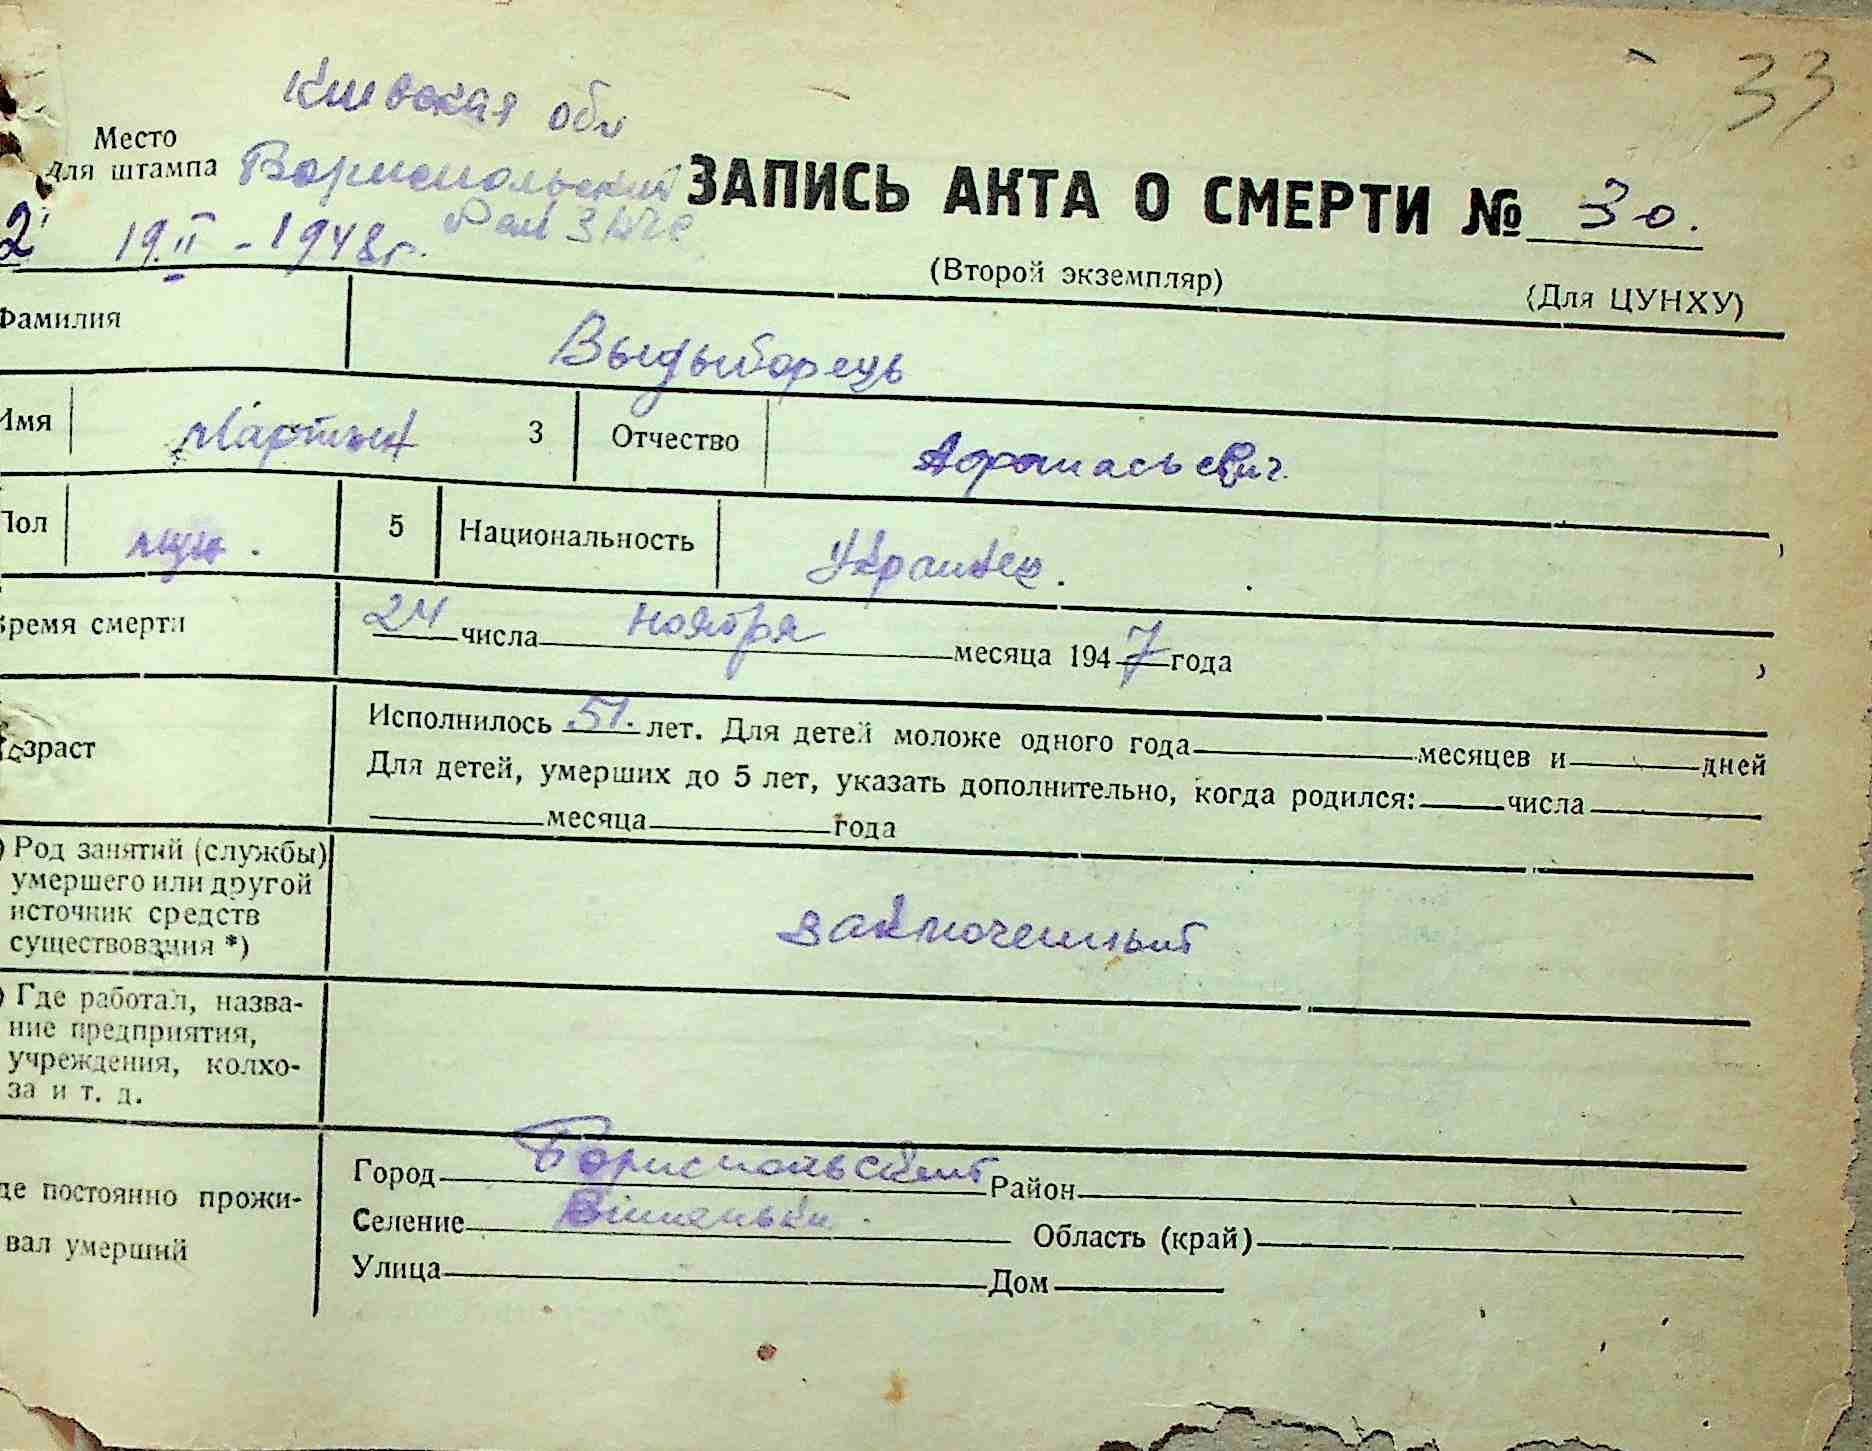 33
Киевская обл
Место
для штампа
Бориспольский
Рай ЗАГС
ЗАПИСЬ АКТА О СМЕРТИ № 30.
2 19.II - 1948г.
(Второй экземпляр)
(Для ЦУНХУ)
Фамилия Выдыборець
Имя Мартын 3 Отчество Афанасьевич
Пол муж. 5 Национальность Украинец.
Время смерти 24 числа ноября месяца 1947 года
Возраст
Исполнилось 51. лет. Для детей моложе одного года месяцев и дней
Для детей, умерших до 5 лет, указать дополнительно, когда родился: числа
месяца года
) Род занятий (службы)
умершего или другой
источник средств
существования *)
заключенный
) Где работал, назва-
ние предприятия,
учреждения, колхо-
за и т. д.
де постоянно прожи-
вал умерший
Город Бориспольский Район
Селение Вишеньки. Область (край)
Улица Дом